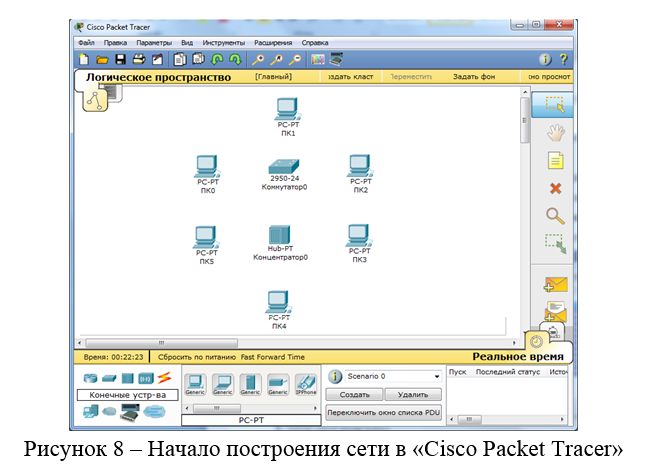 Cisco Packet Tracer
Файл Правка Параметры Вид Инструменты Расширения Справка
Логическое пространство [Главный] оздать класт Переместить Задать фон но просмот
PC-PT
ПК1
PC-PT
ПК0
2950-24
Коммутатор0
PC-PT
ПК2
PC-PT
ПК5
Hub-PT
Концентратор0
PC-PT
ПК3
PC-PT
ПК4
Время: 00:22:23 Сбросить по питанию Fast Forward Time Реальное время
Конечные устр-ва
Generic Generic Generic Generic IPPhone
PC-PT
Scenario 0
Создать Удалить
Переключить окно списка PDU
Пуск Последний статус Исто
Рисунок 8 – Начало построения сети в «Cisco Packet Tracer»